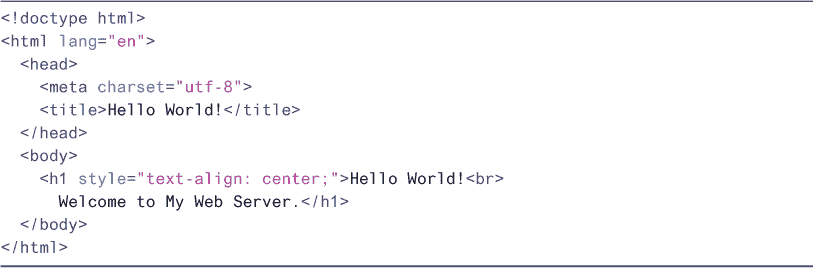 <!doctype html>
<html lang="en">
  <head>
    <meta charset="utf-8">
    <title>Hello World!</title>
  </head>
  <body>
    <h1 style="text-align: center;">Hello World!<br>
      Welcome to My Web Server.</h1>
  </body>
</html>